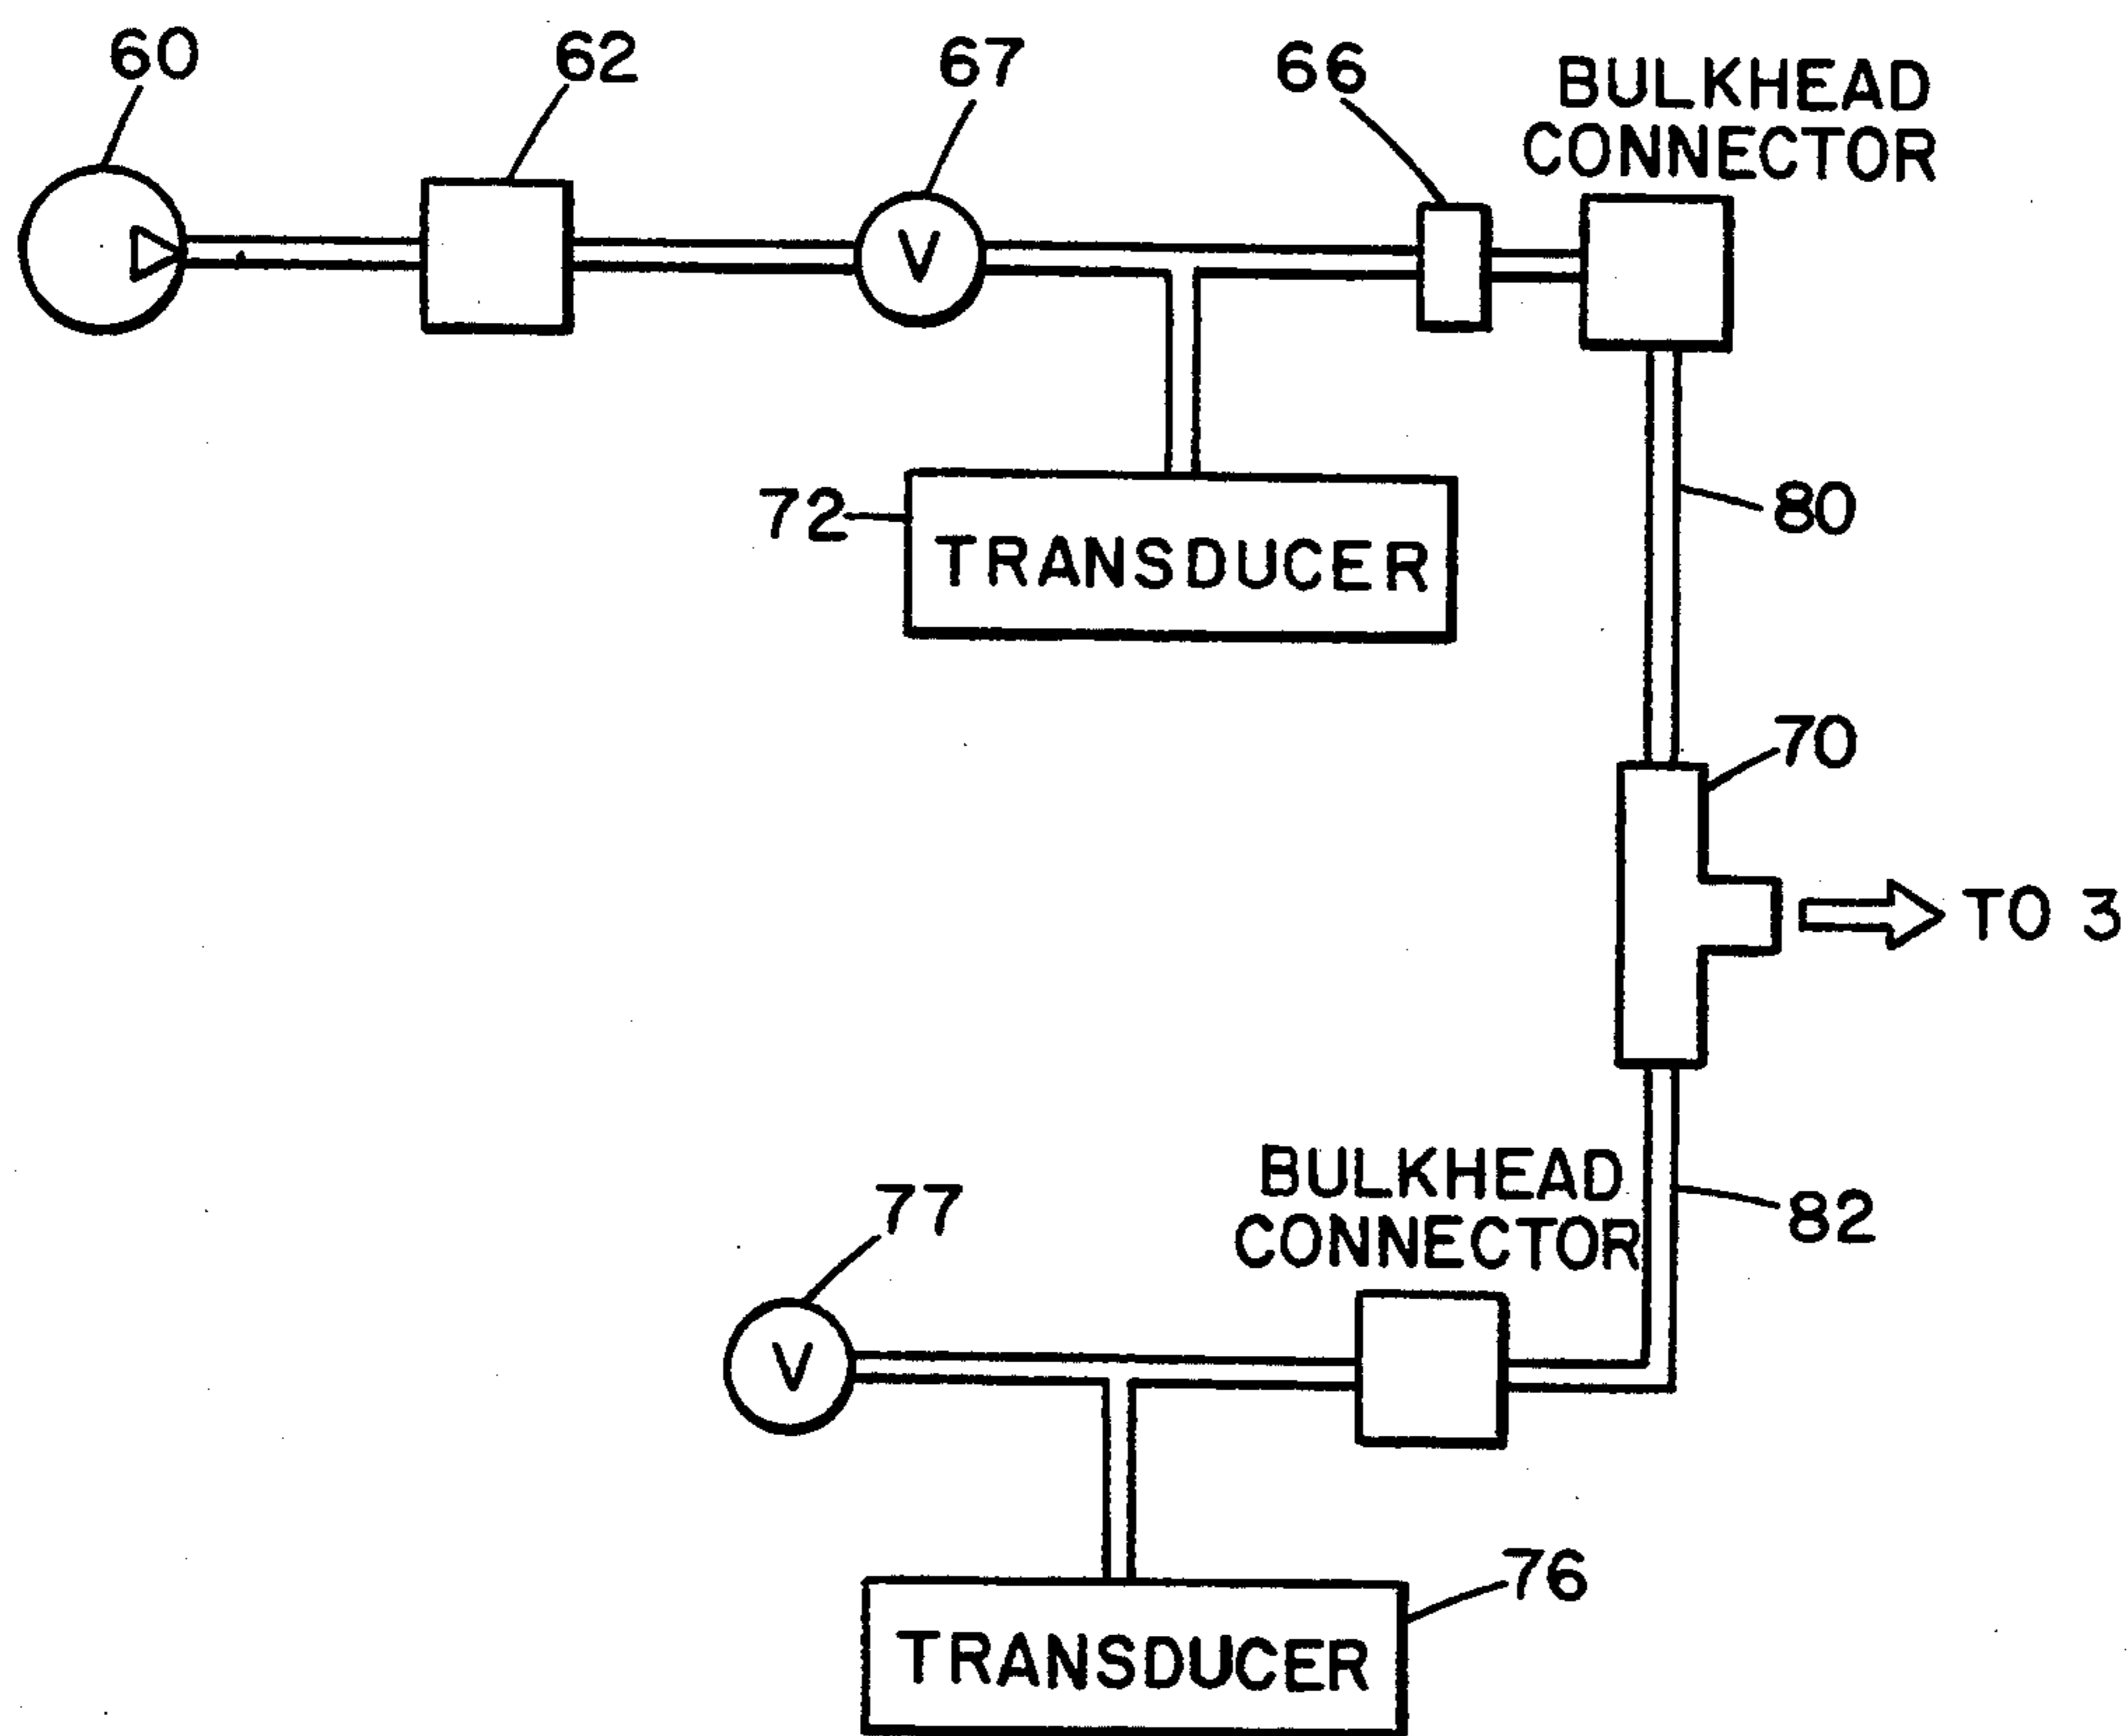 60
62
67
66
BULKHEAD
CONNECTOR
V
72
TRANSDUCER
80
70
TO 3
BULKHEAD
CONNECTOR
82
77
V
76
TRANSDUCER